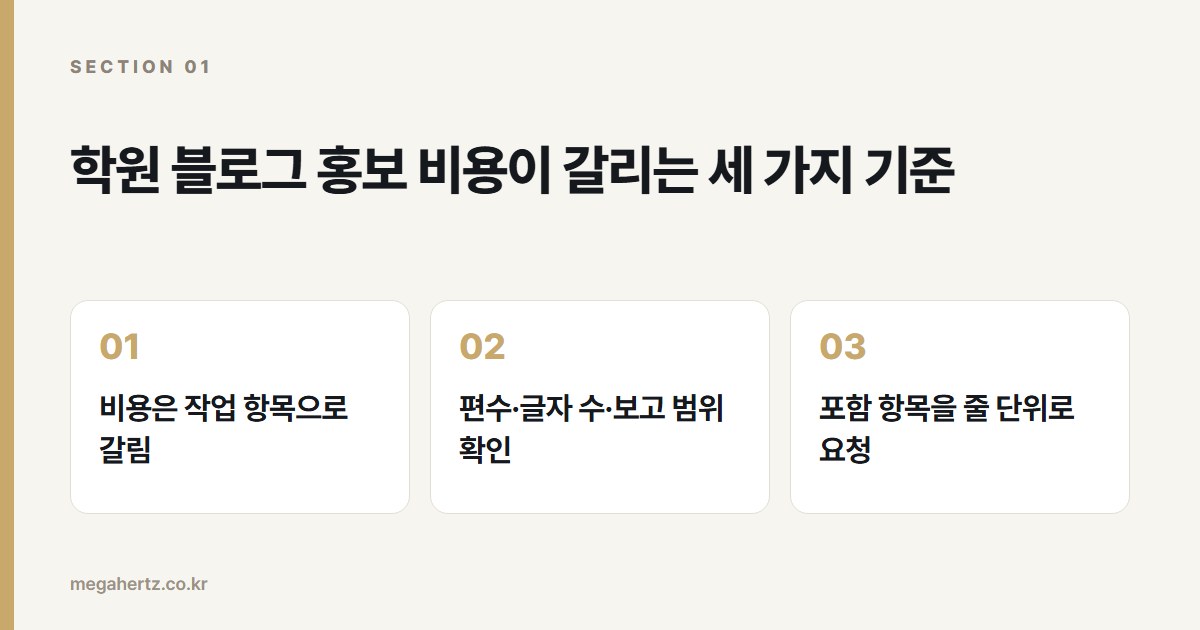 SECTION 01
학원 블로그 홍보 비용이 갈리는 세 가지 기준
01
비용은 작업 항목으로
갈림
02
편수·글자 수·보고 범위
확인
03
포함 항목을 줄 단위로
요청
megahertz.co.kr